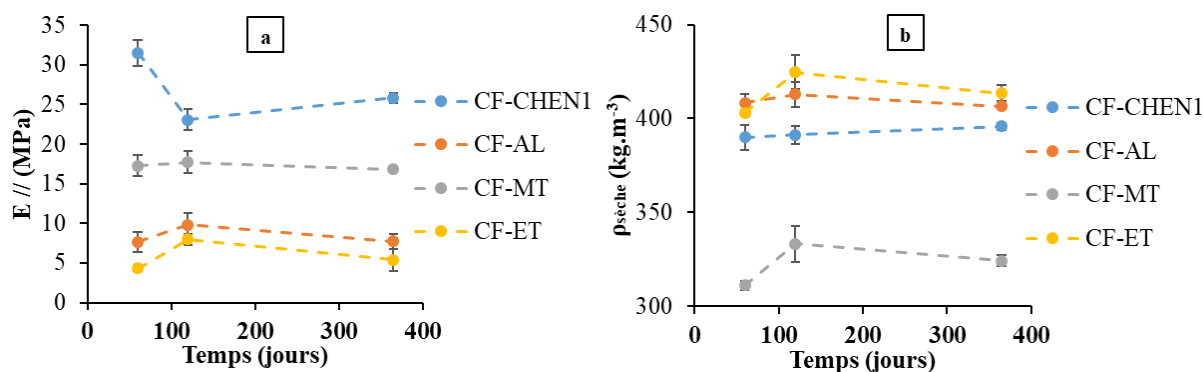 a
E // (MPa)
35
30
25
20
15
10
5
0
0
100
200
300
400
Temps (jours)
CF-CHEN1
CF-AL
CF-MT
CF-ET
b
ρsèche (kg.m-3)
450
400
350
300
0
100
200
300
400
Temps (jours)
CF-CHEN1
CF-AL
CF-MT
CF-ET